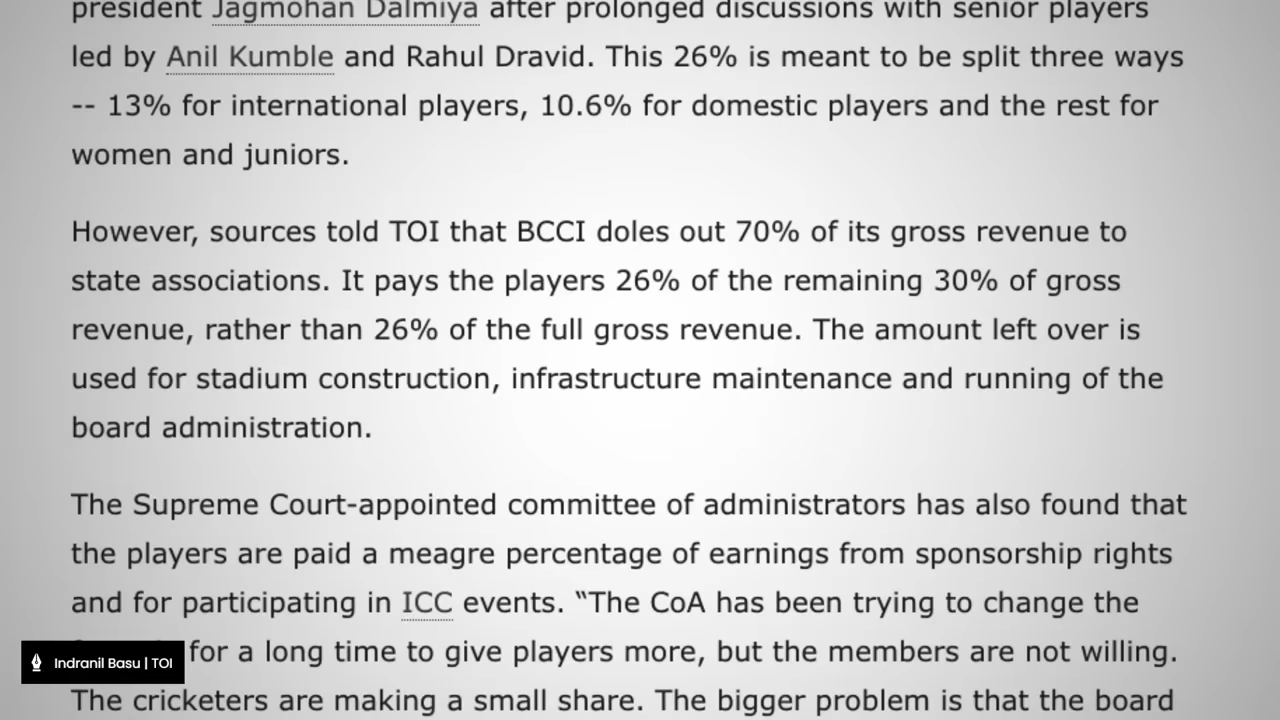 president Jagmohan Dalmiya after prolonged discussions with senior players
led by Anil Kumble and Rahul Dravid. This 26% is meant to be split three ways
-- 13% for international players, 10.6% for domestic players and the rest for
women and juniors.
However, sources told TOI that BCCI doles out 70% of its gross revenue to
state associations. It pays the players 26% of the remaining 30% of gross
revenue, rather than 26% of the full gross revenue. The amount left over is
used for stadium construction, infrastructure maintenance and running of the
board administration.
The Supreme Court-appointed committee of administrators has also found that
the players are paid a meagre percentage of earnings from sponsorship rights
and for participating in ICC events. “The CoA has been trying to change the
for a long time to give players more, but the members are not willing.
Indranil Basu | TOI
The cricketers are making a small share. The bigger problem is that the board